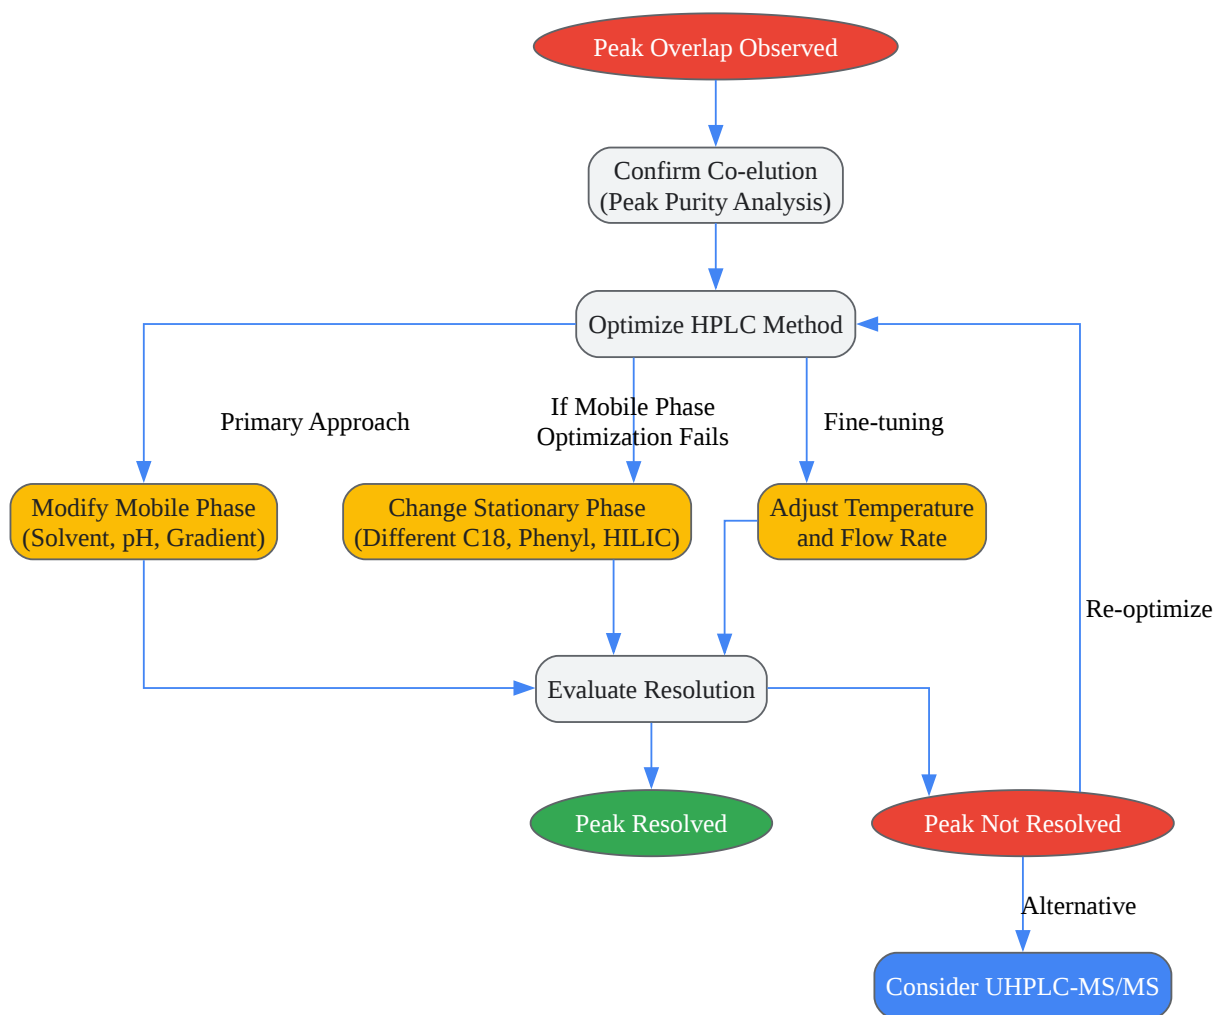 Peak Overlap Observed
Confirm Co-elution
(Peak Purity Analysis)
Optimize HPLC Method
Primary Approach
If Mobile Phase
Optimization Fails
Fine-tuning
Modify Mobile Phase
(Solvent, pH, Gradient)
Change Stationary Phase
(Different C18, Phenyl, HILIC)
Adjust Temperature
and Flow Rate
Re-optimize
Evaluate Resolution
Peak Resolved
Peak Not Resolved
Alternative
Consider UHPLC-MS/MS